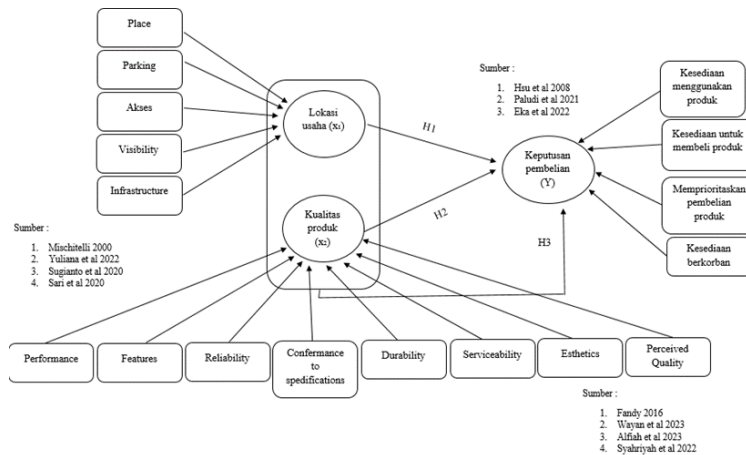 Place
Parking
Akses
Visibility
Infrastructure
Sumber :
1. Mischitelli 2000
2. Yuliana et al 2022
3. Sugianto et al 2020
4. Sari et al 2020
Lokasi
usaha (x₁)
Kualitas
produk
(x₂)
H1
H2
H3
Sumber :
1. Hsu et al 2008
2. Paludi et al 2021
3. Eka et al 2022
Keputusan
pembelian
(Y)
Kesediaan
menggunakan
produk
Kesediaan untuk
membeli produk
Memprioritaskan
pembelian
produk
Kesediaan
berkorban
Performance
Features
Reliability
Confermance
to
spedifications
Durability
Serviceability
Esthetics
Perceived
Quality
Sumber :
1. Fandy 2016
2. Wayan et al 2023
3. Alfiah et al 2023
4. Syahriyah et al 2022